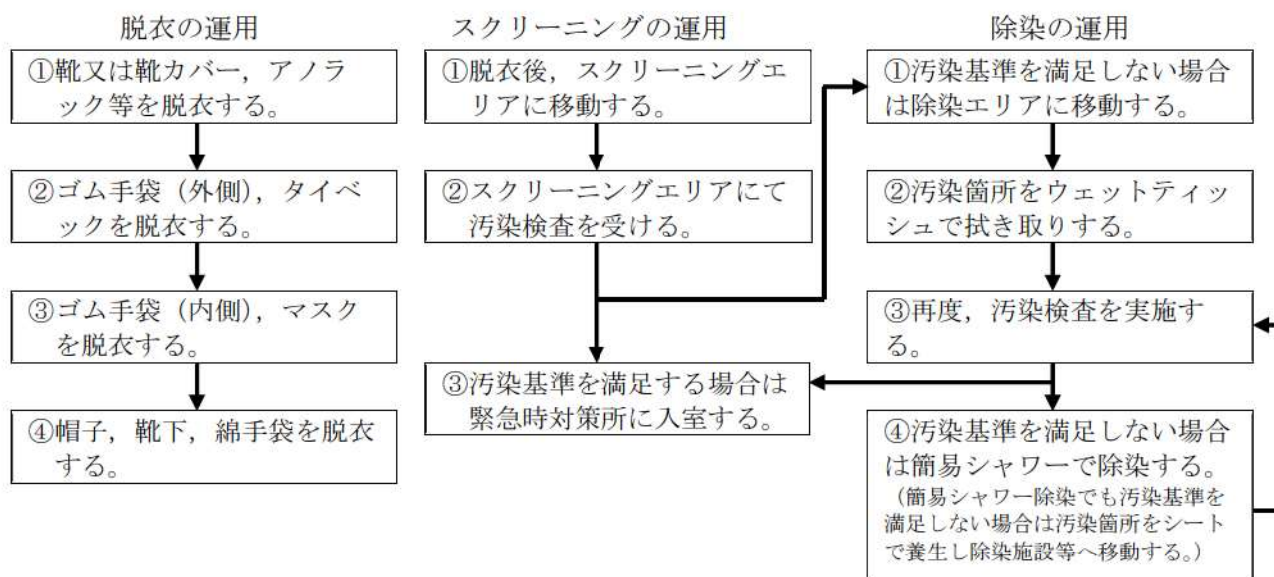 脱衣の運用
①靴又は靴カバー，アノラ
ック等を脱衣する。
②ゴム手袋（外側），タイベ
ックを脱衣する。
③ゴム手袋（内側），マスク
を脱衣する。
④帽子，靴下，綿手袋を脱衣
する。
スクリーニングの運用
①脱衣後，スクリーニングエ
リアに移動する。
②スクリーニングエリアにて
汚染検査を受ける。
③汚染基準を満足する場合は
緊急時対策所に入室する。
除染の運用
①汚染基準を満足しない場合
は除染エリアに移動する。
②汚染箇所をウェットティッ
シュで拭き取りする。
③再度，汚染検査を実施す
る。
④汚染基準を満足しない場合
は簡易シャワーで除染する。
（簡易シャワー除染でも汚染基準を
満足しない場合は汚染箇所をシート
で養生し除染施設等へ移動する。）